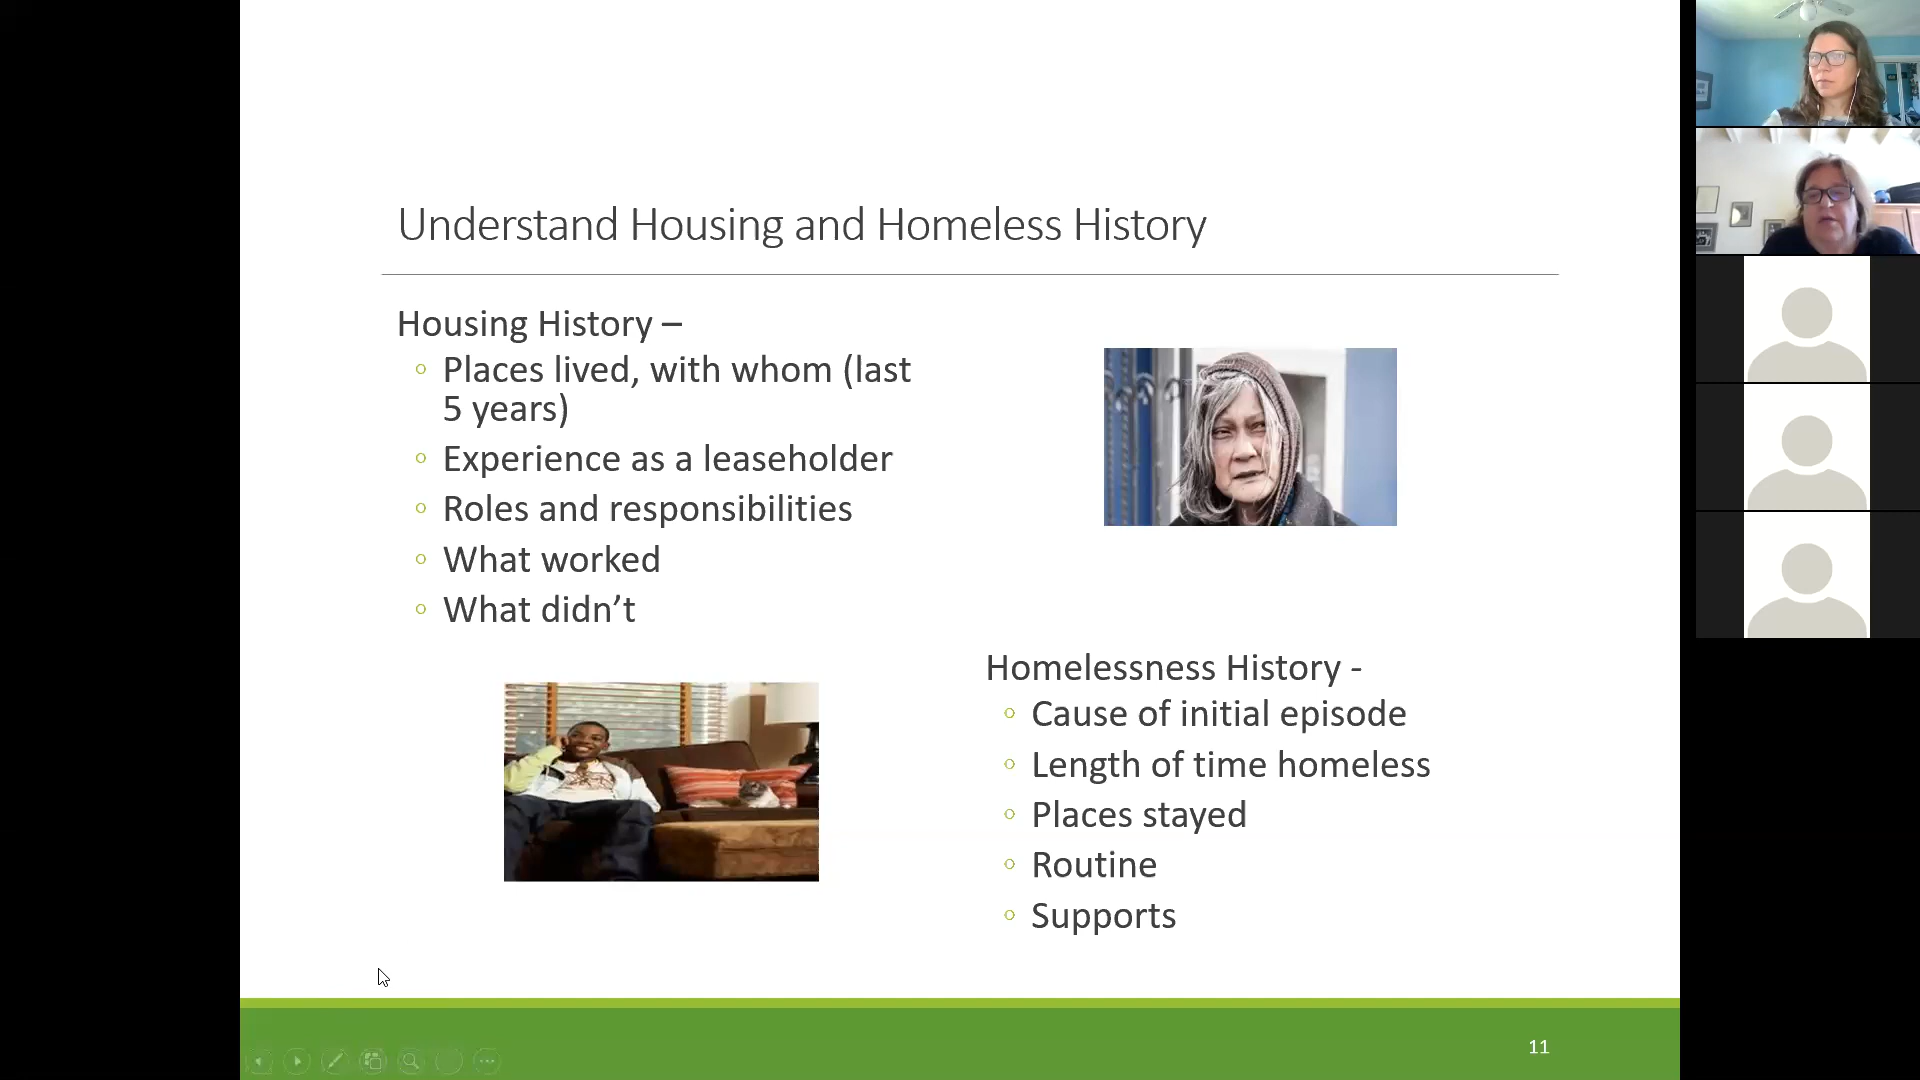 Understand Housing and Homeless History
Housing History –
Places lived, with whom (last
5 years)
Experience as a leaseholder
Roles and responsibilities
What worked
What didn’t
Homelessness History -
Cause of initial episode
Length of time homeless
Places stayed
Routine
Supports
11